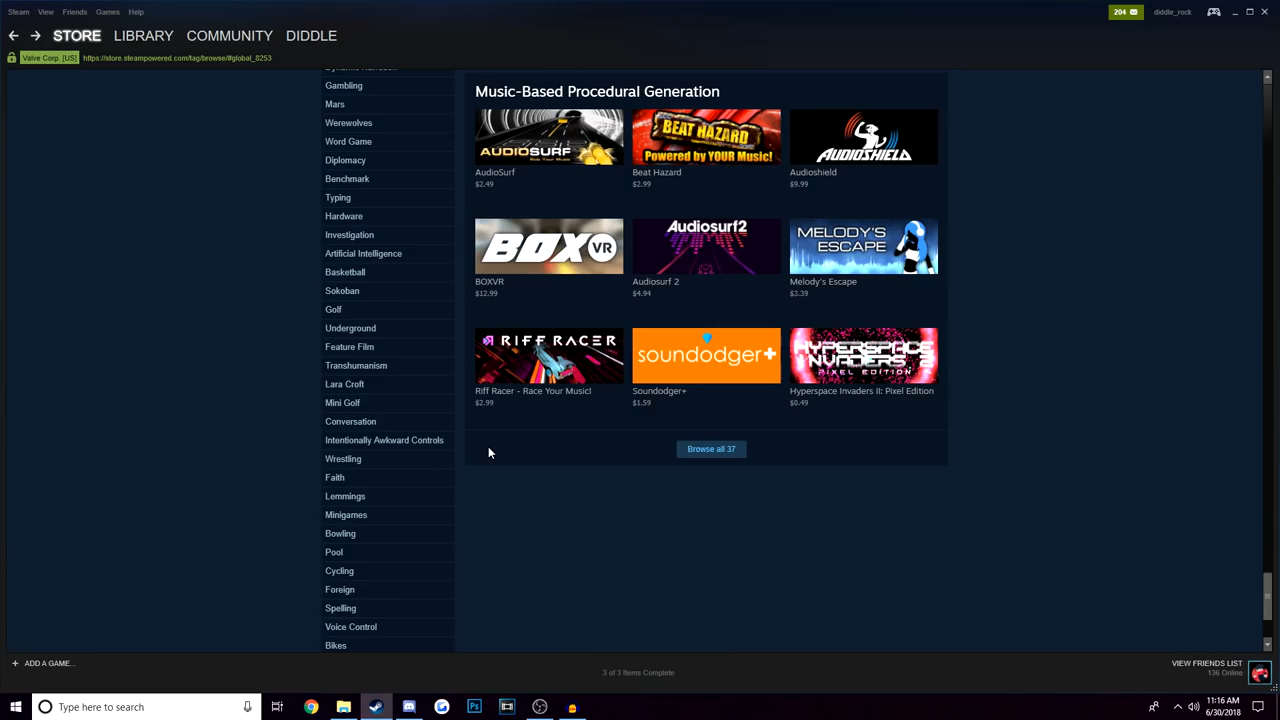 Steam View Friends Games Help
204
diddle_rock
STORE LIBRARY COMMUNITY DIDDLE
Valve Corp. [US] https://store.steampowered.com/tag/browse/#global_8253
Gambling
Mars
Werewolves
Word Game
Diplomacy
Benchmark
Typing
Hardware
Investigation
Artificial Intelligence
Basketball
Sokoban
Golf
Underground
Feature Film
Transhumanism
Lara Croft
Mini Golf
Conversation
Intentionally Awkward Controls
Wrestling
Faith
Lemmings
Minigames
Bowling
Pool
Cycling
Foreign
Spelling
Voice Control
Bikes
Music-Based Procedural Generation
AUDIOSURF
Ride Your Music
AudioSurf
$2.49
BEAT HAZARD
Powered by YOUR Music!
Beat Hazard
$2.99
AUDIOSHIELD
Audioshield
$9.99
BOX VR
BOXVR
$12.99
Audiosurf2
Audiosurf 2
$4.94
MELODY'S ESCAPE
Melody's Escape
$3.39
RIFF RACER
Riff Racer - Race Your Music!
$2.99
soundodger+
Soundodger+
$1.59
HYPERSPACE
INVADERS 2
PIXEL EDITION
Hyperspace Invaders II: Pixel Edition
$0.49
Browse all 37
+ ADD A GAME...
3 of 3 Items Complete
VIEW FRIENDS LIST
136 Online
Type here to search
Ps
11:16 AM
6/30/2018